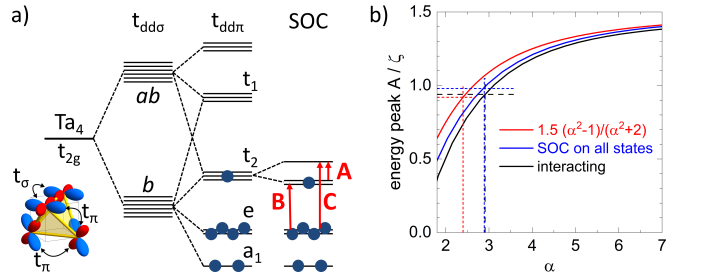 a)
t_ddσ
t_ddπ
SOC
Ta_4
t_2g
ab
b
t_1
t_2
e
a_1
A
B
C
t_σ
t_π
t_π
b)
energy peak A / ζ
1.5
1.0
0.5
0.0
1.5 (α²-1)/(α²+2)
SOC on all states
interacting
2 3 4 5 6 7
α